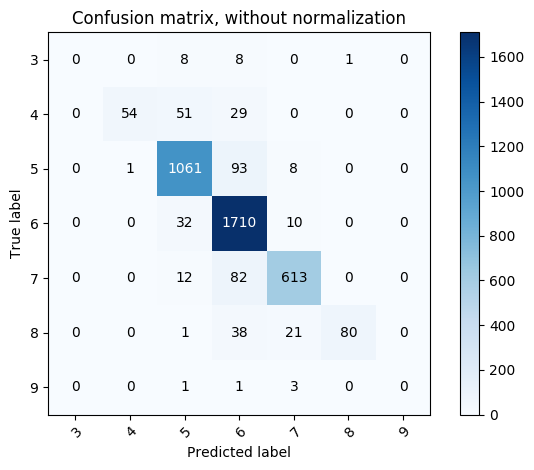 Confusion matrix, without normalization
3 0 0 8 8 0 1 0
4 0 54 51 29 0 0 0
5 0 1 1061 93 8 0 0
6 0 0 32 1710 10 0 0
7 0 0 12 82 613 0 0
8 0 0 1 38 21 80 0
9 0 0 1 1 3 0 0
3 4 5 6 7 8 9
True label
Predicted label
1600
1400
1200
1000
800
600
400
200
0